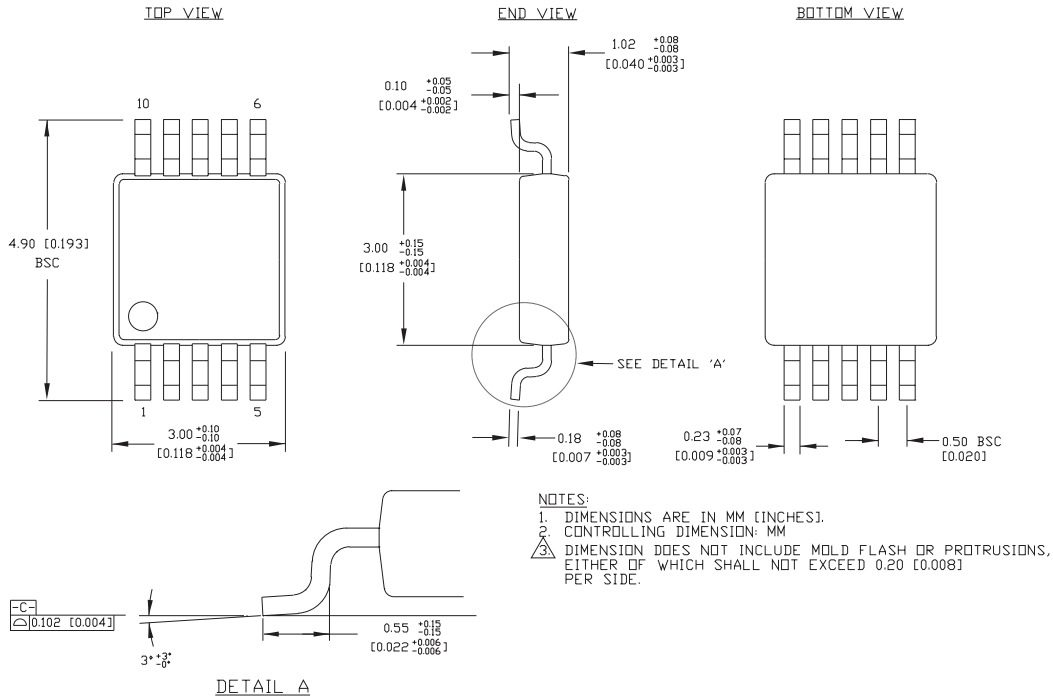 TOP VIEW
END VIEW
BOTTOM VIEW
1.02 +0.08 -0.08
[0.040 +0.003 -0.003]
0.10 +0.05 -0.05
[0.004 +0.002 -0.002]
10
6
4.90 [0.193]
BSC
3.00 +0.15 -0.15
[0.118 +0.004 -0.004]
SEE DETAIL 'A'
1
5
3.00 +0.10 -0.10
[0.118 +0.004 -0.004]
0.18 +0.08 -0.08
[0.007 +0.003 -0.003]
0.23 +0.07 -0.08
[0.009 +0.003 -0.003]
0.50 BSC
[0.020]
NOTES:
1. DIMENSIONS ARE IN MM [INCHES].
2. CONTROLLING DIMENSION: MM
3. DIMENSION DOES NOT INCLUDE MOLD FLASH OR PROTRUSIONS,
EITHER OF WHICH SHALL NOT EXCEED 0.20 [0.008]
PER SIDE.
-C-
0.102 [0.004]
3° +3° -0°
0.55 +0.15 -0.15
[0.022 +0.006 -0.006]
DETAIL A